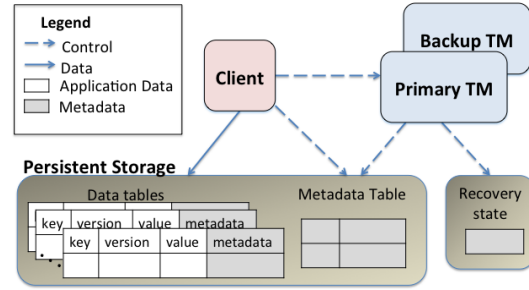 Legend
Control
Data
Application Data
Metadata
Client
Backup TM
Primary TM
Persistent Storage
Data tables
key version value metadata
key version value metadata
Metadata Table
Recovery
state